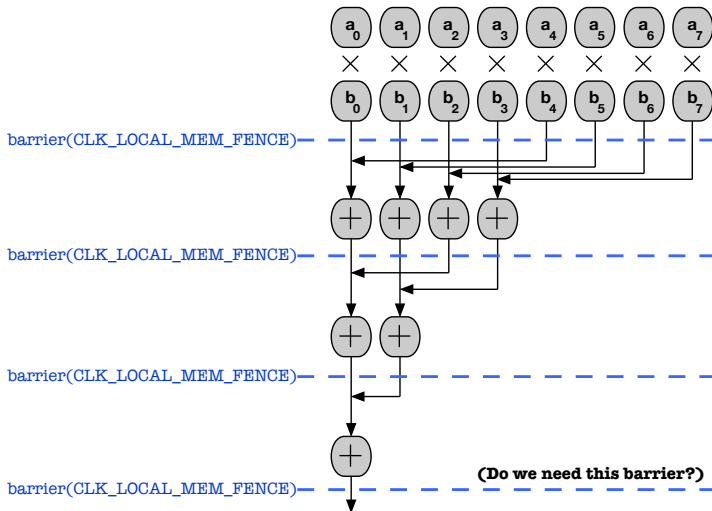 a0 a1 a2 a3 a4 a5 a6 a7
× × × × × × × ×
b0 b1 b2 b3 b4 b5 b6 b7
barrier(CLK_LOCAL_MEM_FENCE)
+ + + +
barrier(CLK_LOCAL_MEM_FENCE)
+ +
barrier(CLK_LOCAL_MEM_FENCE)
+
(Do we need this barrier?)
barrier(CLK_LOCAL_MEM_FENCE)